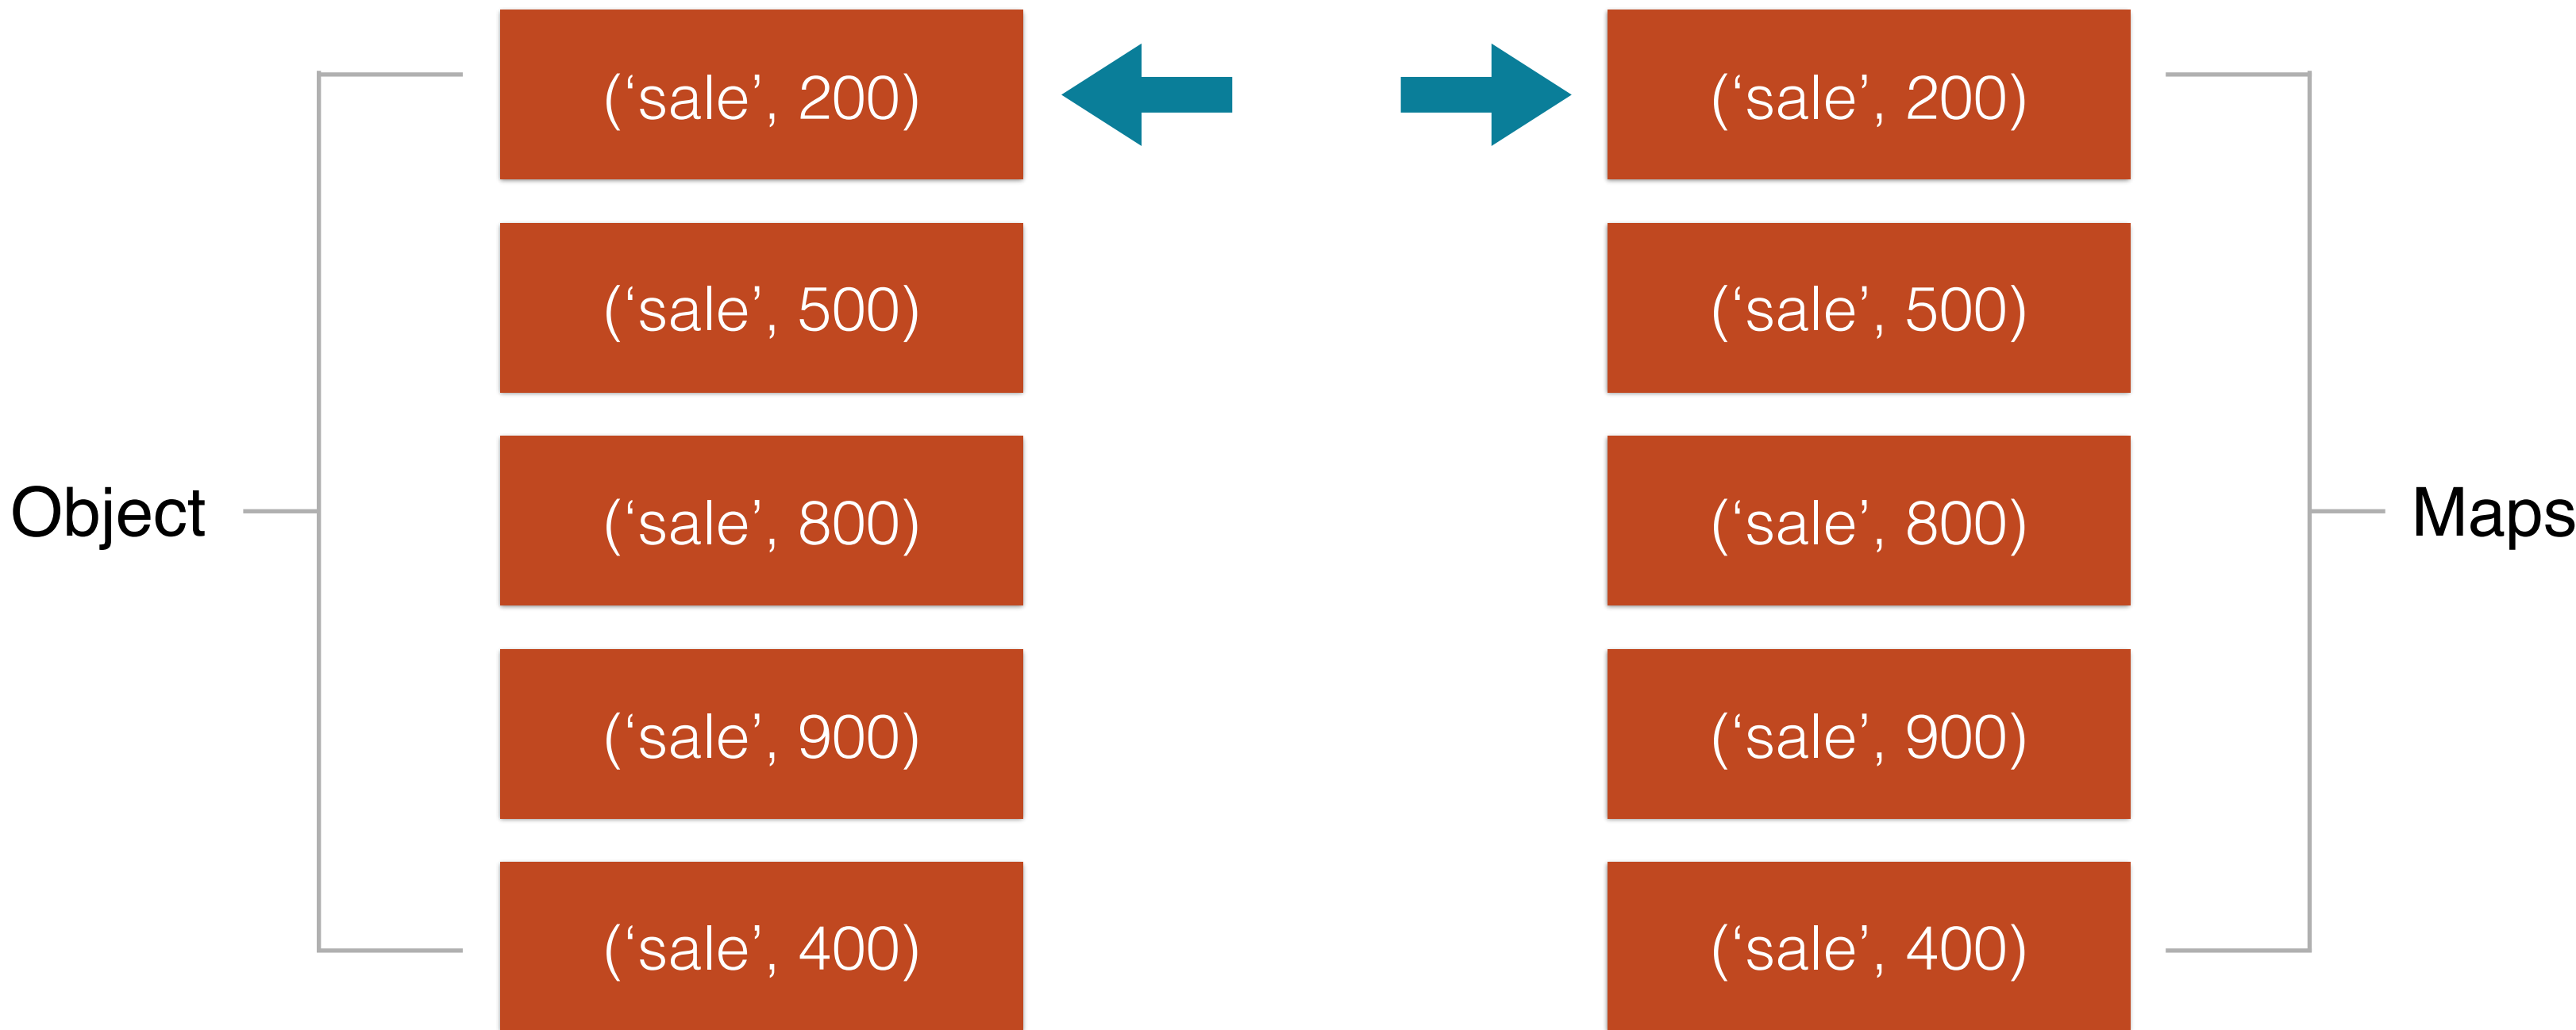 (‘sale’, 200)
(‘sale’, 200)
(‘sale’, 500)
(‘sale’, 500)
Object
(‘sale’, 800)
(‘sale’, 800)
Maps
(‘sale’, 900)
(‘sale’, 900)
(‘sale’, 400)
(‘sale’, 400)